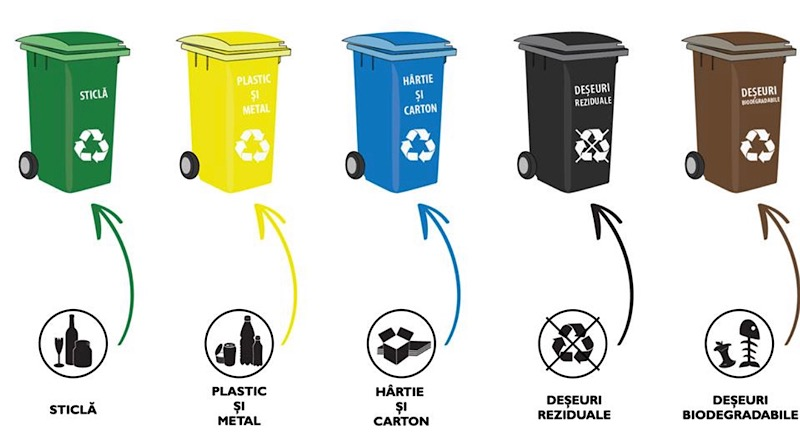 STICLĂ
PLASTIC
ȘI
METAL
HÂRTIE
ȘI
CARTON
DEȘEURI
REZIDUALE
DEȘEURI
BIODEGRADABILE
STICLĂ
PLASTIC
ȘI
METAL
HÂRTIE
ȘI
CARTON
DEȘEURI
REZIDUALE
DEȘEURI
BIODEGRADABILE